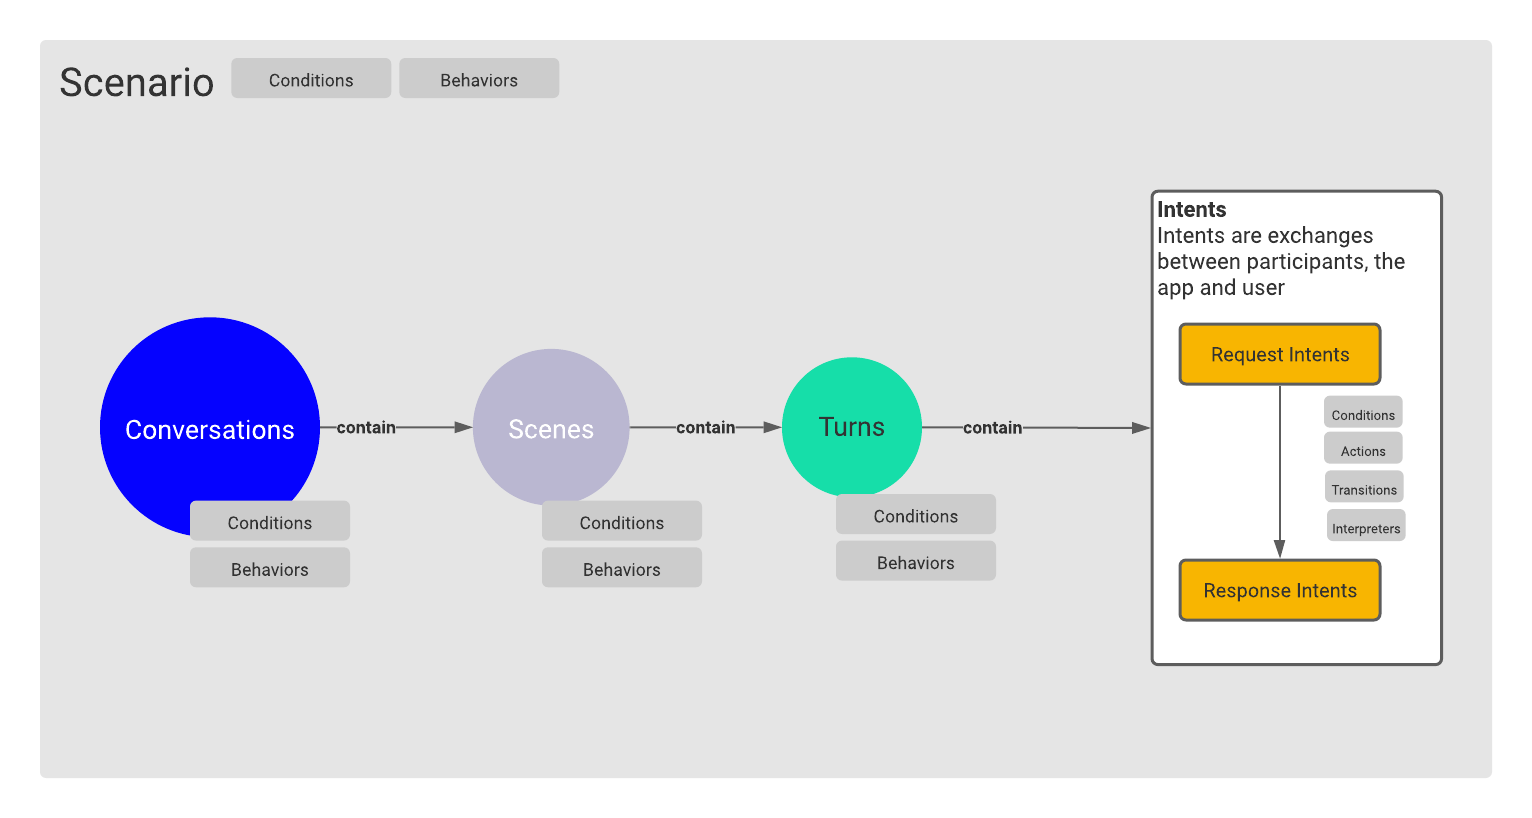 Scenario
Conditions
Behaviors
Conversations
contain
Scenes
contain
Turns
contain
Conditions
Behaviors
Conditions
Behaviors
Conditions
Behaviors
Intents
Intents are exchanges
between participants, the
app and user
Request Intents
Conditions
Actions
Transitions
Interpreters
Response Intents